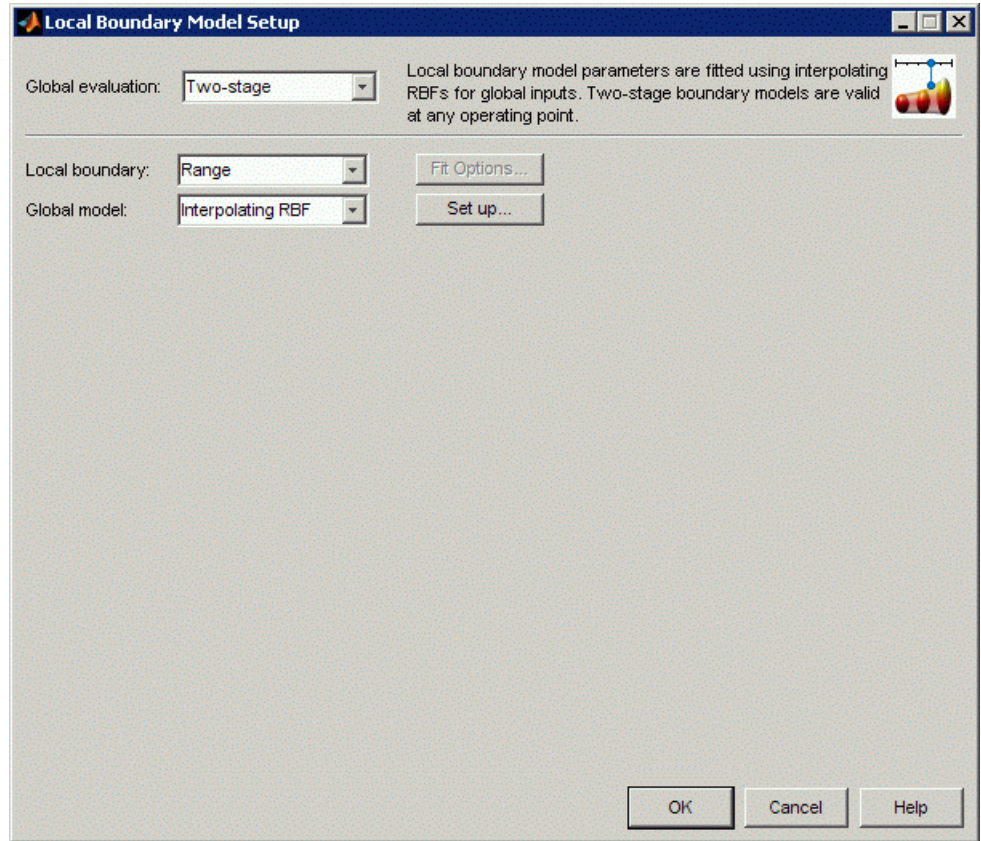 Local Boundary Model Setup
Global evaluation:
Two-stage
Local boundary model parameters are fitted using interpolating
RBFs for global inputs. Two-stage boundary models are valid
at any operating point.
Local boundary:
Range
Fit Options...
Global model:
Interpolating RBF
Set up...
OK
Cancel
Help